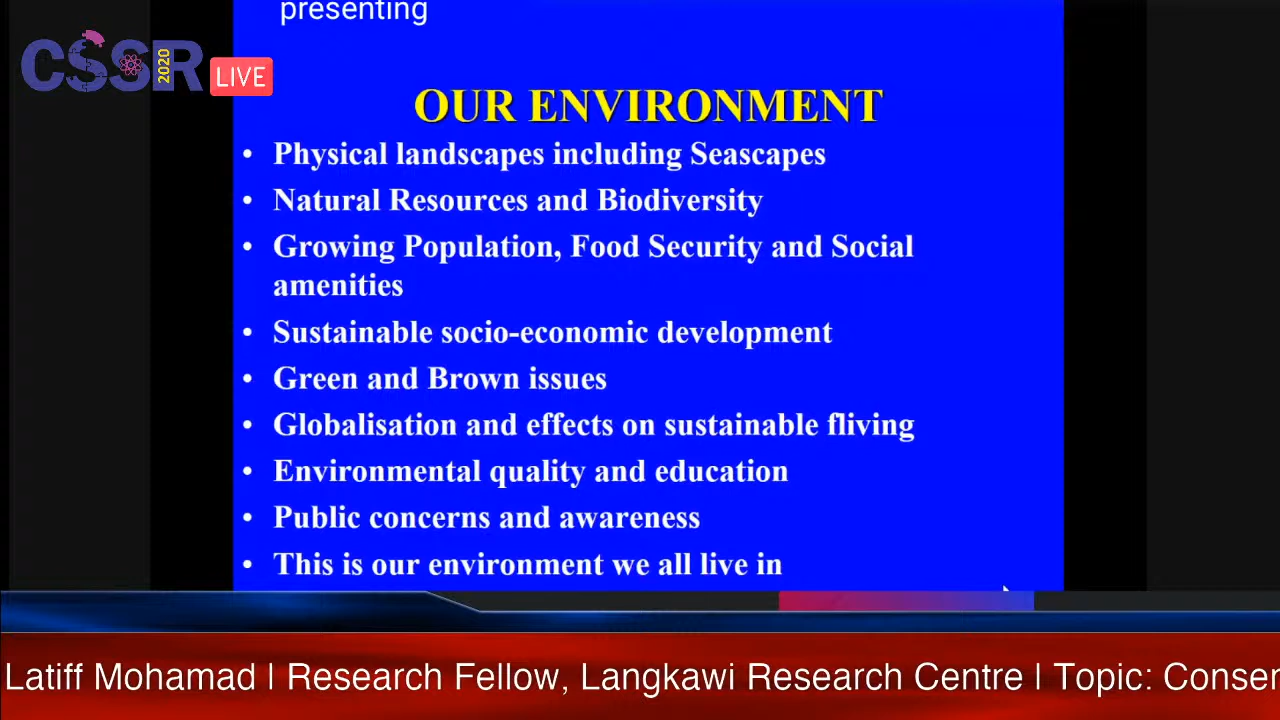 presenting
CSSR 2020
LIVE
OUR ENVIRONMENT
• Physical landscapes including Seascapes
• Natural Resources and Biodiversity
• Growing Population, Food Security and Social
amenities
• Sustainable socio-economic development
• Green and Brown issues
• Globalisation and effects on sustainable fliving
• Environmental quality and education
• Public concerns and awareness
• This is our environment we all live in
Latiff Mohamad | Research Fellow, Langkawi Research Centre | Topic: Conser